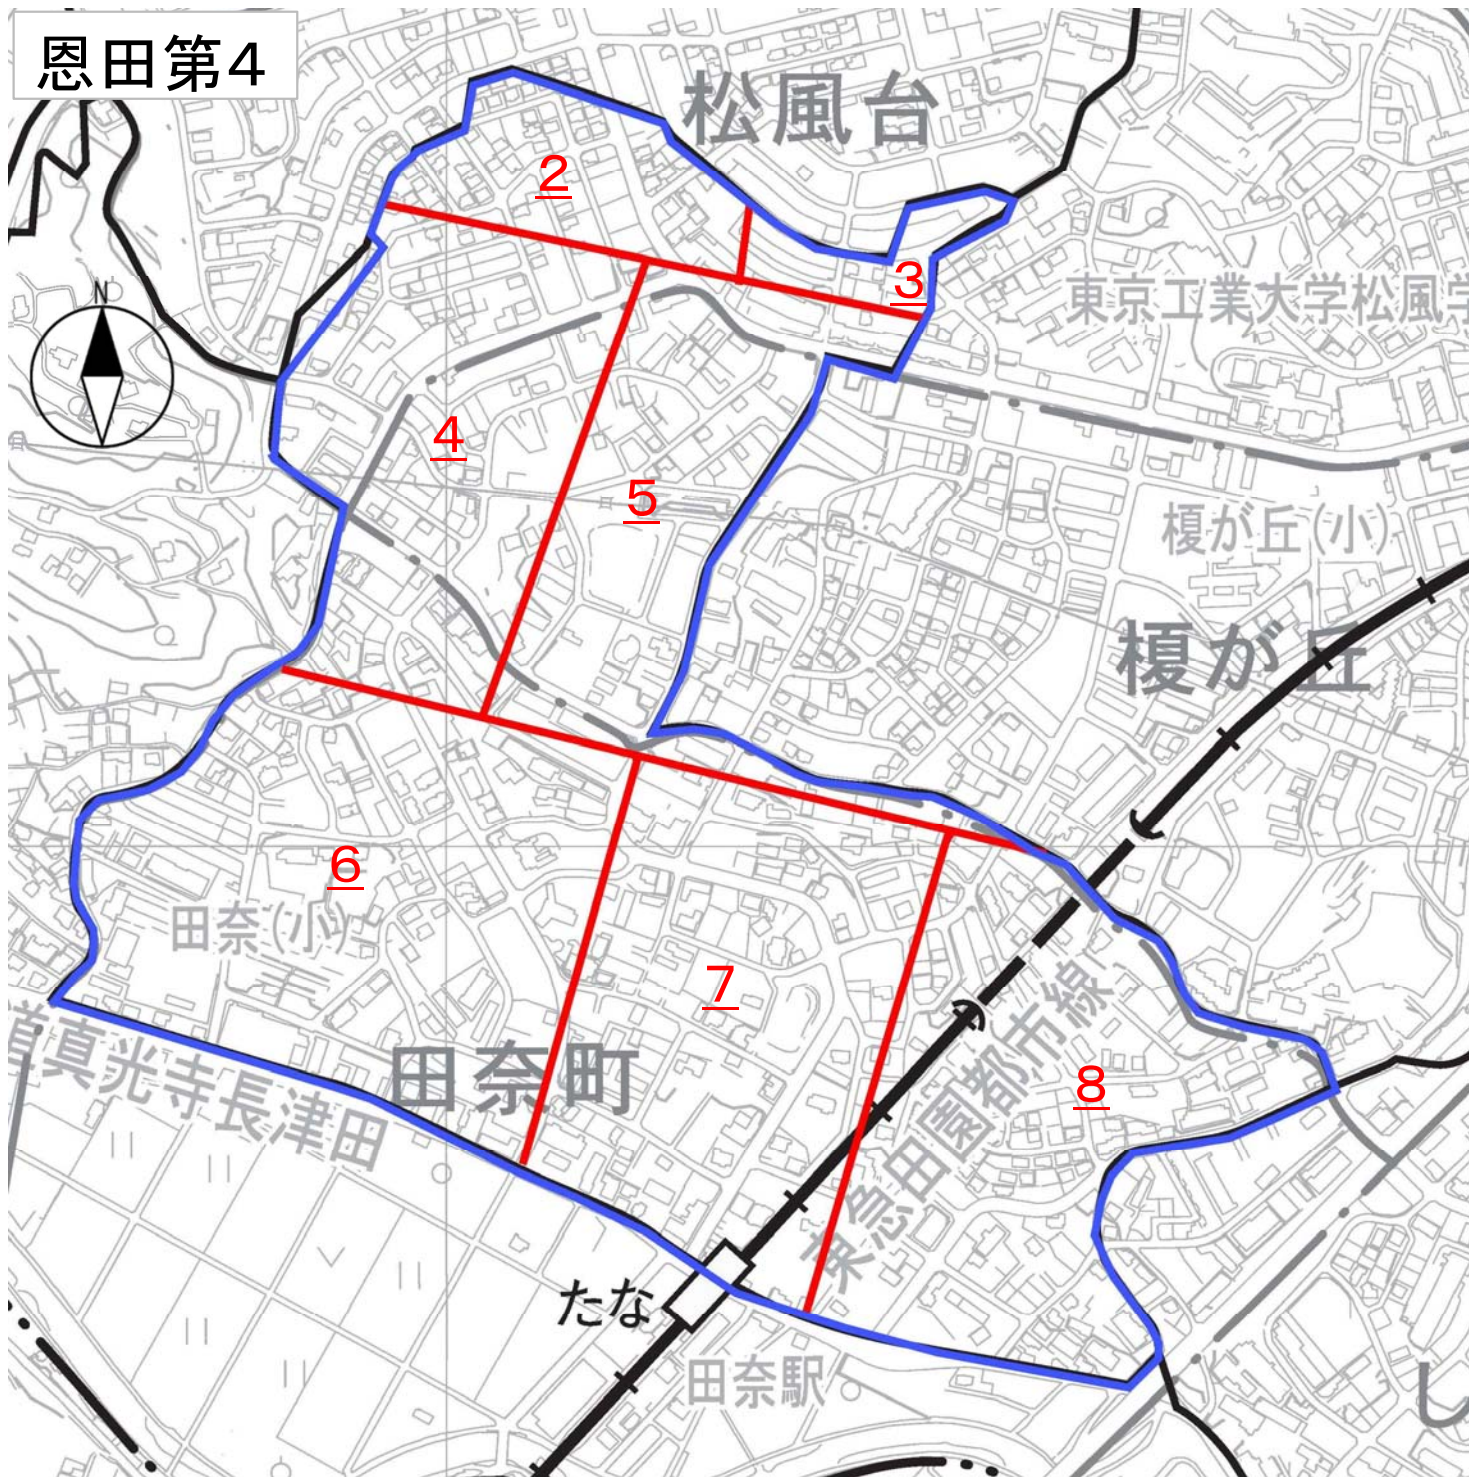 恩田第4
松風台
2
N
3
東京工業大学松風学
4
5
榎が丘(小)
榎が丘
6
田奈(小)
7
道真光寺長津田
田奈町
東急田園都市線
8
たな
田奈駅
し